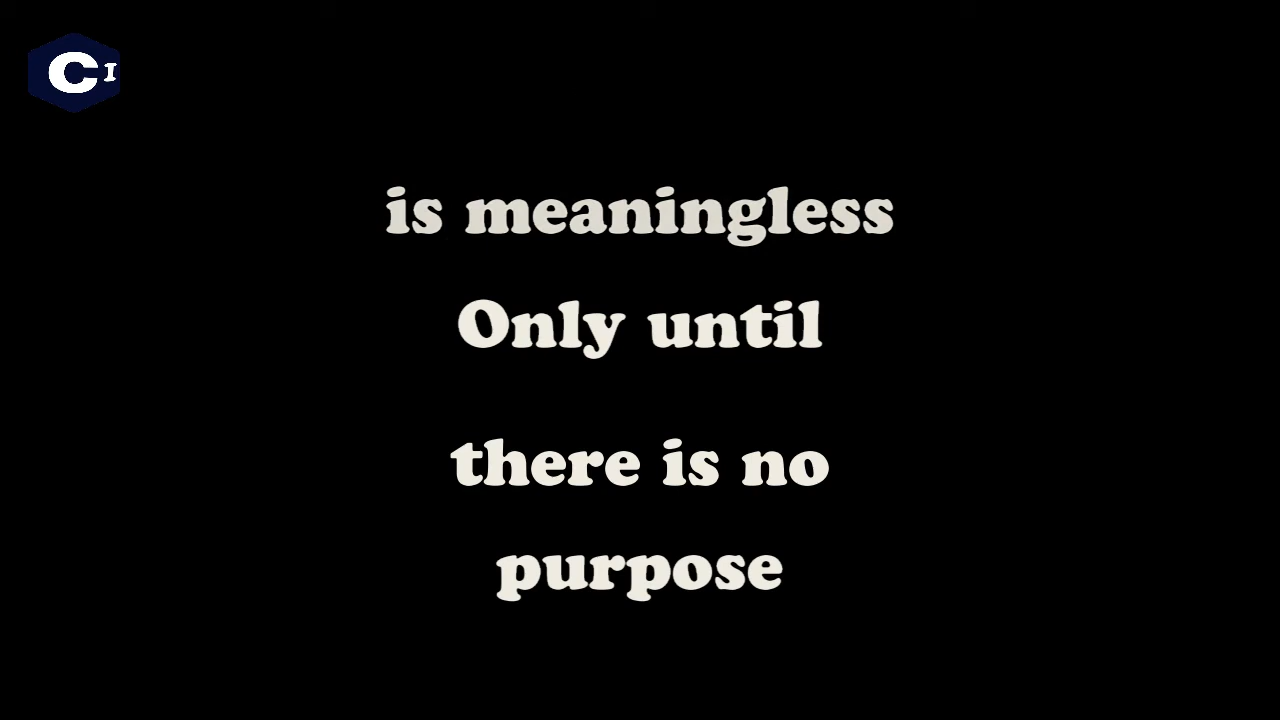 CI
is meaningless
Only until
there is no
purpose